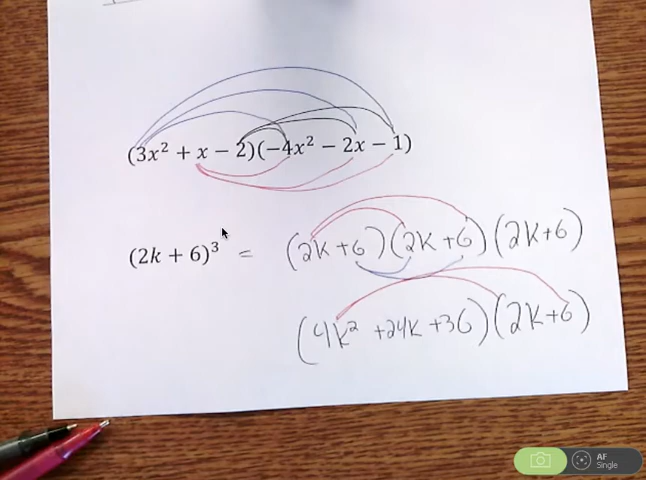 (3x² + x − 2)(−4x² − 2x − 1)
(2k + 6)³ = (2k + 6)(2k + 6)(2k + 6)
(4k² + 24k + 36)(2k + 6)
AF
Single